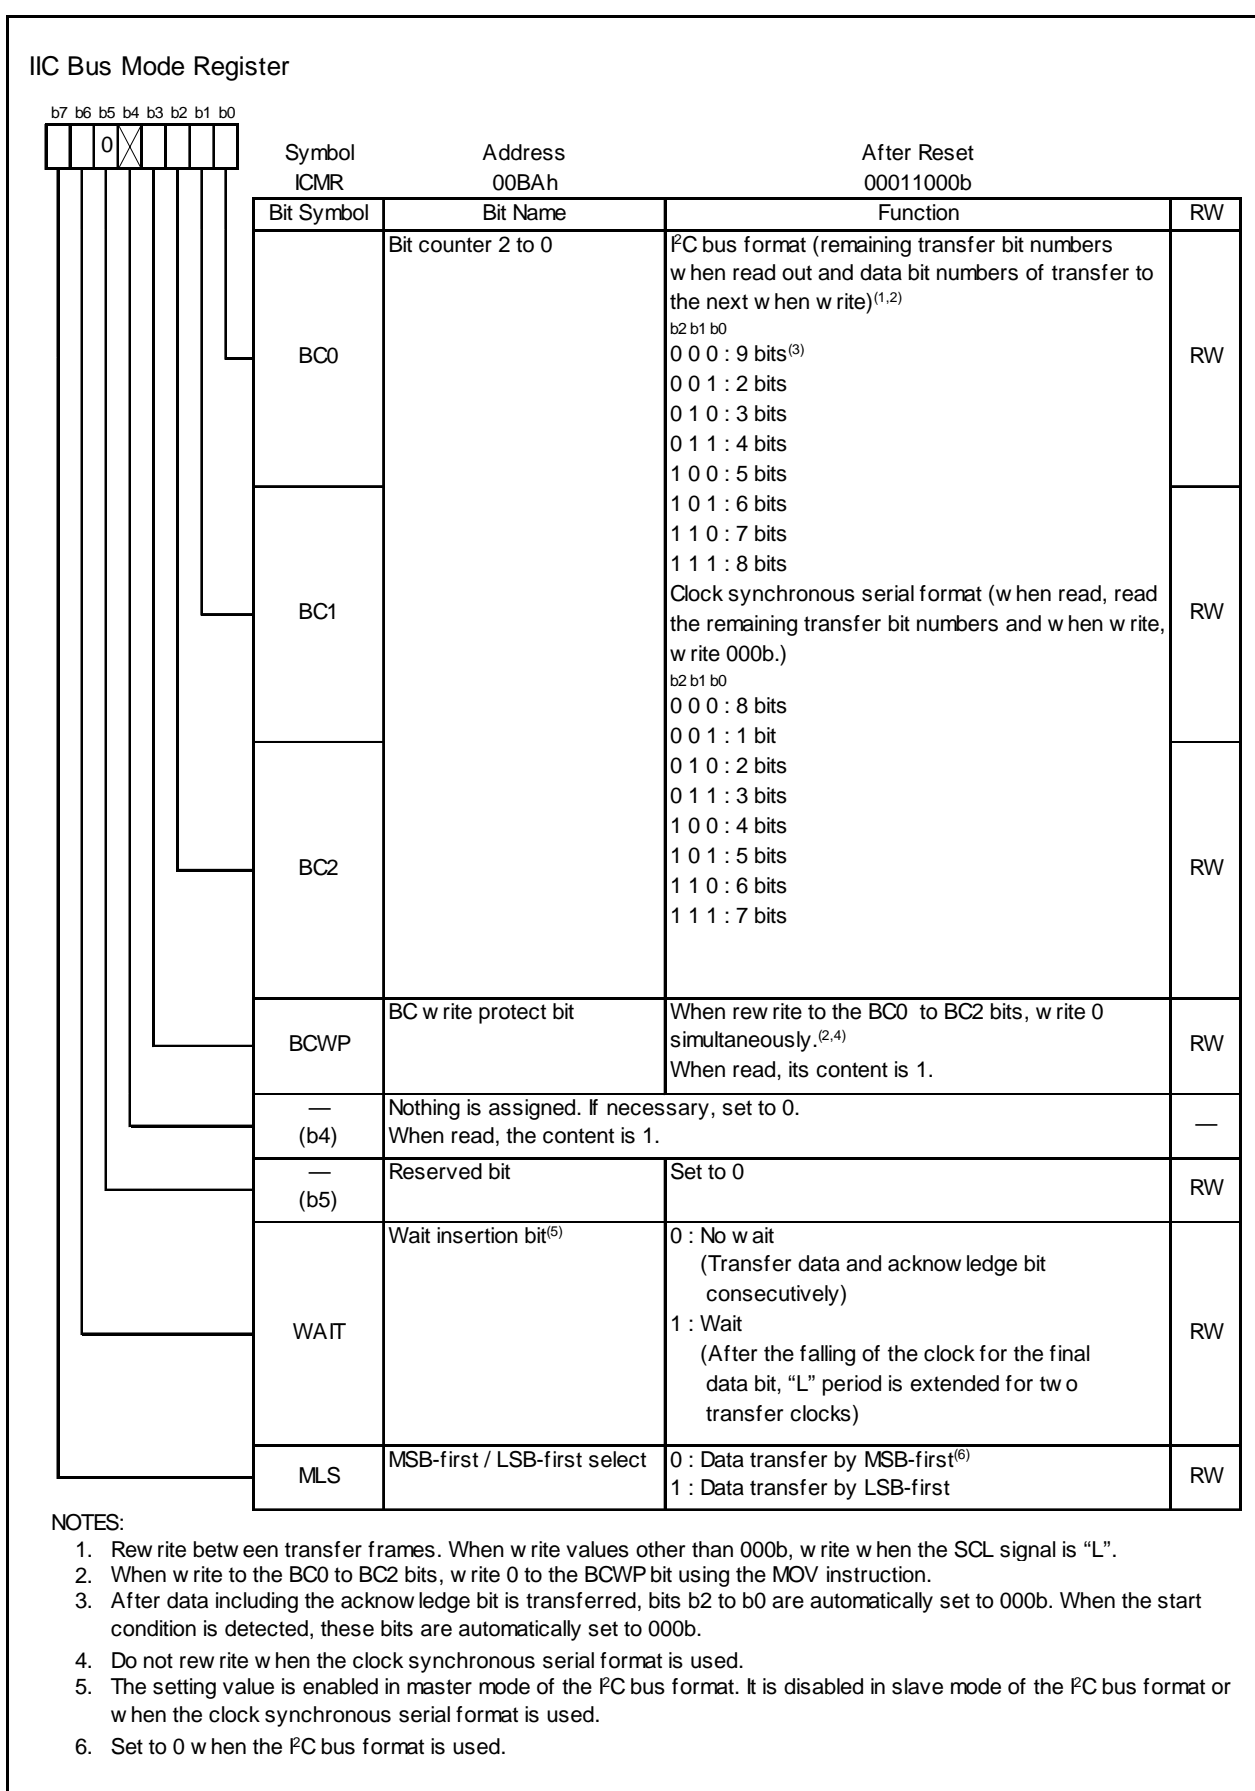 IIC Bus Mode Register
b7 b6 b5 b4 b3 b2 b1 b0
0
Symbol Address After Reset
ICMR 00BAh 00011000b
Bit Symbol Bit Name Function RW
BC0 Bit counter 2 to 0 I²C bus format (remaining transfer bit numbers
when read out and data bit numbers of transfer to
the next when write)(1,2)
b2 b1 b0
0 0 0 : 9 bits(3)
RW
0 0 1 : 2 bits
0 1 0 : 3 bits
0 1 1 : 4 bits
1 0 0 : 5 bits
1 0 1 : 6 bits
1 1 0 : 7 bits
1 1 1 : 8 bits
BC1 Clock synchronous serial format (when read, read
the remaining transfer bit numbers and when write, RW
write 000b.)
b2 b1 b0
0 0 0 : 8 bits
0 0 1 : 1 bit
0 1 0 : 2 bits
0 1 1 : 3 bits
1 0 0 : 4 bits
BC2 1 0 1 : 5 bits RW
1 1 0 : 6 bits
1 1 1 : 7 bits
BCWP BC write protect bit When rewrite to the BC0 to BC2 bits, write 0
simultaneously.(2,4) RW
When read, its content is 1.
— Nothing is assigned. If necessary, set to 0. —
(b4) When read, the content is 1.
— Reserved bit Set to 0 RW
(b5)
Wait insertion bit(5) 0 : No wait
(Transfer data and acknowledge bit
consecutively)
WAIT 1 : Wait RW
(After the falling of the clock for the final
data bit, “L” period is extended for two
transfer clocks)
MLS MSB-first / LSB-first select 0 : Data transfer by MSB-first(6) RW
1 : Data transfer by LSB-first
NOTES:
1. Rewrite between transfer frames. When write values other than 000b, write when the SCL signal is “L”.
2. When write to the BC0 to BC2 bits, write 0 to the BCWP bit using the MOV instruction.
3. After data including the acknowledge bit is transferred, bits b2 to b0 are automatically set to 000b. When the start
condition is detected, these bits are automatically set to 000b.
4. Do not rewrite when the clock synchronous serial format is used.
5. The setting value is enabled in master mode of the I²C bus format. It is disabled in slave mode of the I²C bus format or
when the clock synchronous serial format is used.
6. Set to 0 when the I²C bus format is used.